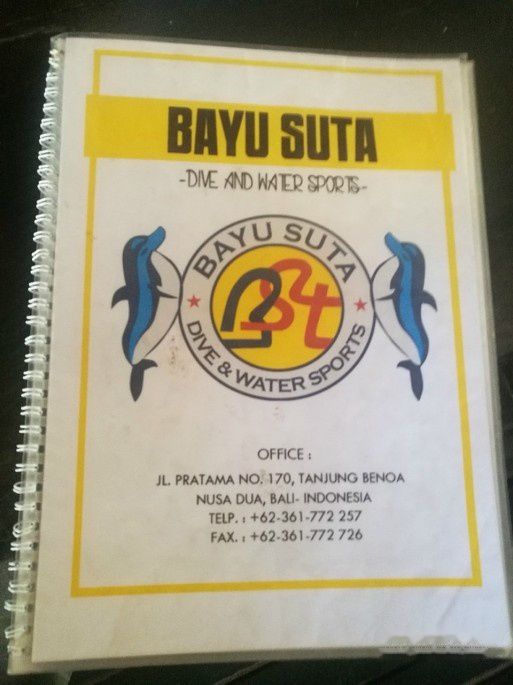 BAYU SUTA
-DIVE AND WATER SPORTS-
BAYU SUTA
DIVE & WATER SPORTS
OFFICE :
JL. PRATAMA NO. 170, TANJUNG BENOA
NUSA DUA, BALI- INDONESIA
TELP. : +62-361-772 257
FAX. : +62-361-772 726